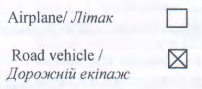 Airplane/ Літак
Road vehicle /
Дорожній екіпаж